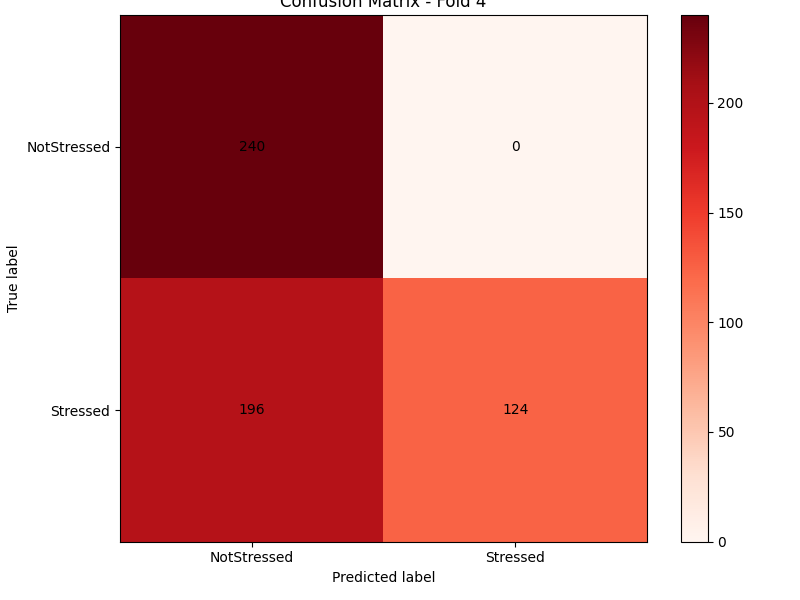 Confusion Matrix - Fold 4
NotStressed
240
0
200
150
True label
100
Stressed
196
124
50
0
NotStressed
Stressed
Predicted label